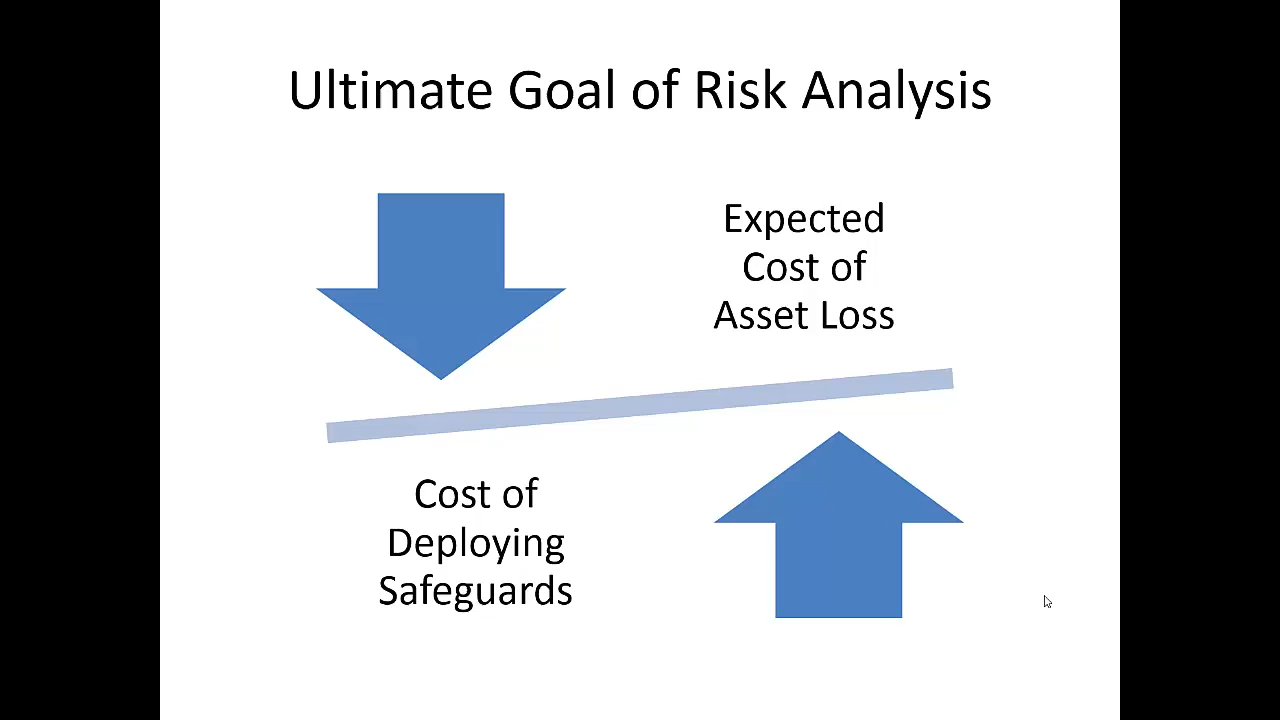 Ultimate Goal of Risk Analysis
Expected
Cost of
Asset Loss
Cost of
Deploying
Safeguards